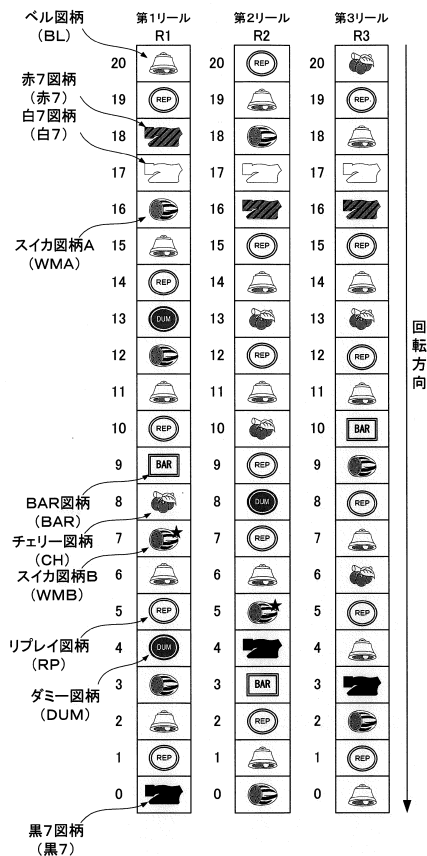 ベル図柄
(BL)
第1リール
R1
第2リール
R2
第3リール
R3
赤7図柄
(赤7)
白7図柄
(白7)
スイカ図柄A
(WMA)
BAR図柄
(BAR)
チェリー図柄
(CH)
スイカ図柄B
(WMB)
リプレイ図柄
(RP)
ダミー図柄
(DUM)
黒7図柄
(黒7)
回転方向
20 20 REP 20
19 REP 19 19 REP
18 18 18
17 17 17
16 16 16
15 15 REP 15 REP
14 REP 14 14
13 DUM 13 13
12 12 REP 12 REP
11 11 11
10 REP 10 10 BAR
9 BAR 9 REP 9
8 8 DUM 8 REP
7 7 REP 7
6 6 6
5 REP 5 5 REP
4 DUM 4 4
3 3 BAR 3
2 2 REP 2
1 REP 1 1 REP
0 0 0